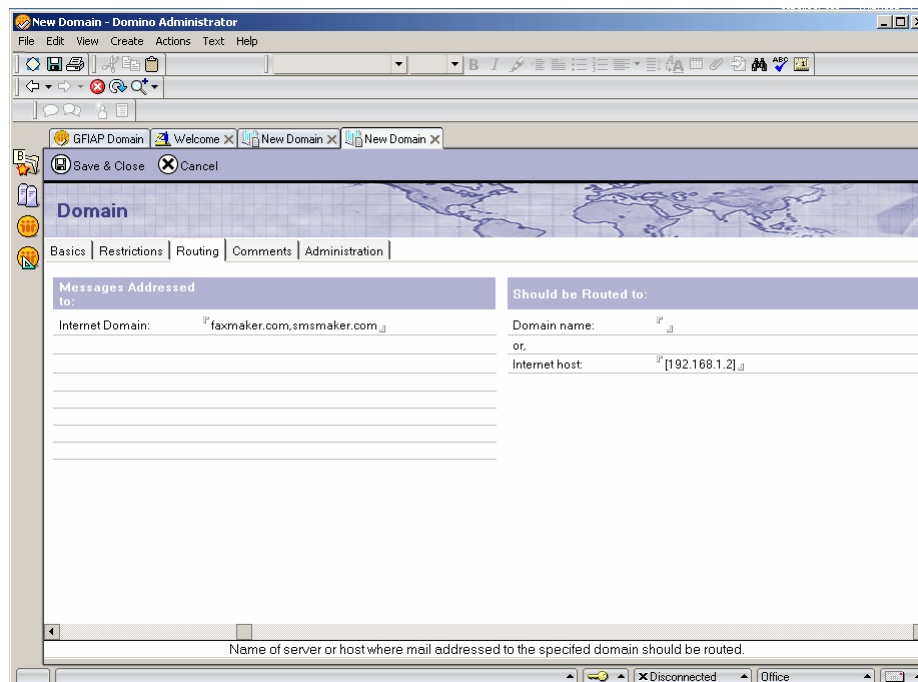 New Domain - Domino Administrator
File Edit View Create Actions Text Help
B I
GFIAP Domain Welcome New Domain New Domain
Save & Close Cancel
Domain
Basics Restrictions Routing Comments Administration
Messages Addressed to:
Should be Routed to:
Internet Domain: faxmaker.com,smsmaker.com
Domain name:
or,
Internet host: [192.168.1.2]
Name of server or host where mail addressed to the specifed domain should be routed.
Disconnected Office